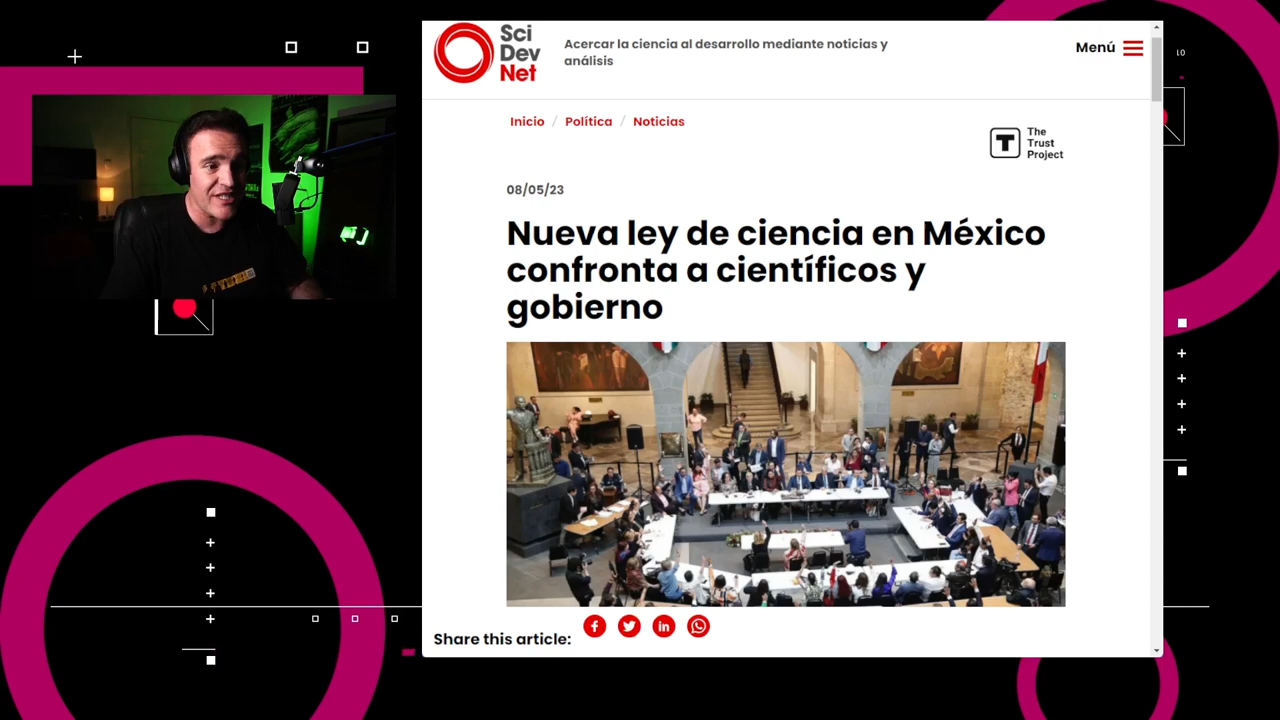 Sci
Dev
Net
Acercar la ciencia al desarrollo mediante noticias y
análisis
Menú
Inicio / Política / Noticias
The
Trust
Project
08/05/23
Nueva ley de ciencia en México
confronta a científicos y
gobierno
Share this article: